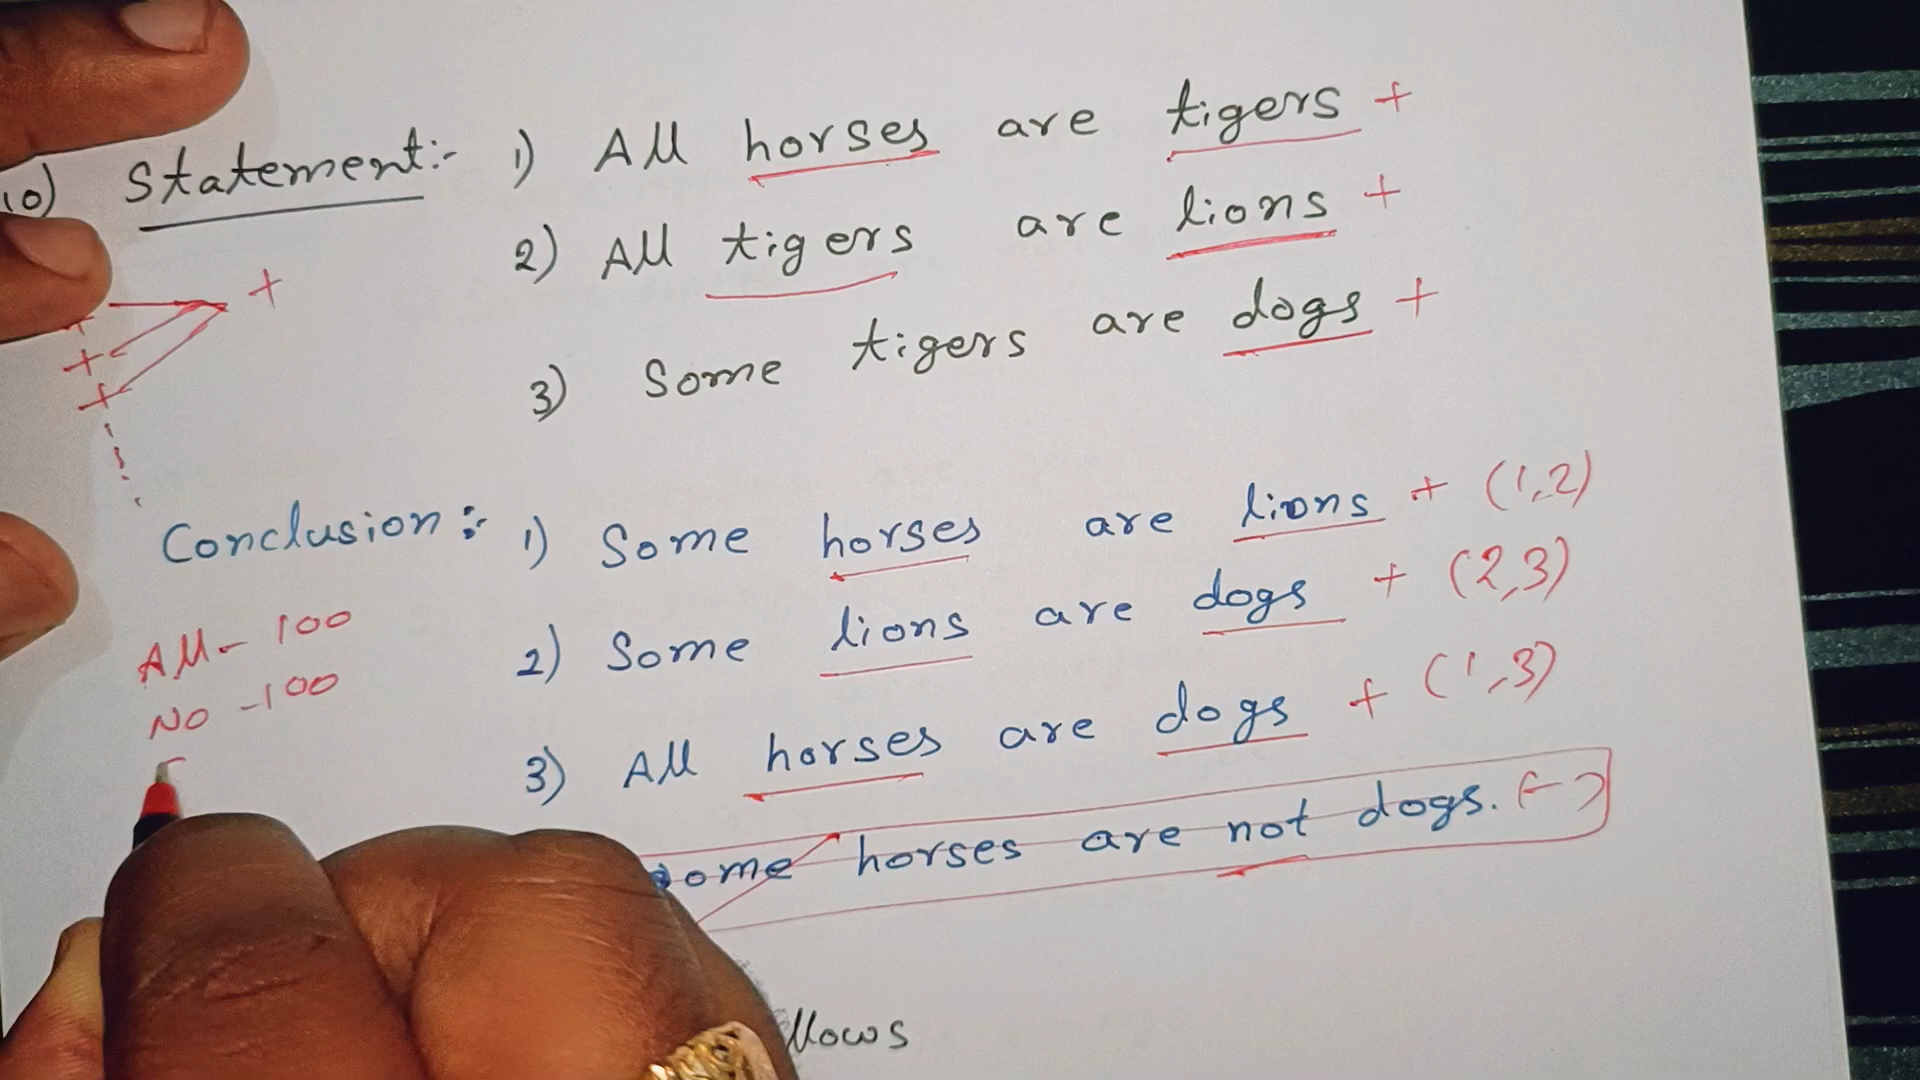 10) Statement:- 1) All horses are tigers +
2) All tigers are lions +
3) Some tigers are dogs +
+
+
+
Conclusion :- 1) Some horses are lions + (1,2)
2) Some lions are dogs + (2,3)
3) All horses are dogs + (1,3)
Some horses are not dogs. (-)
All - 100
NO - 100